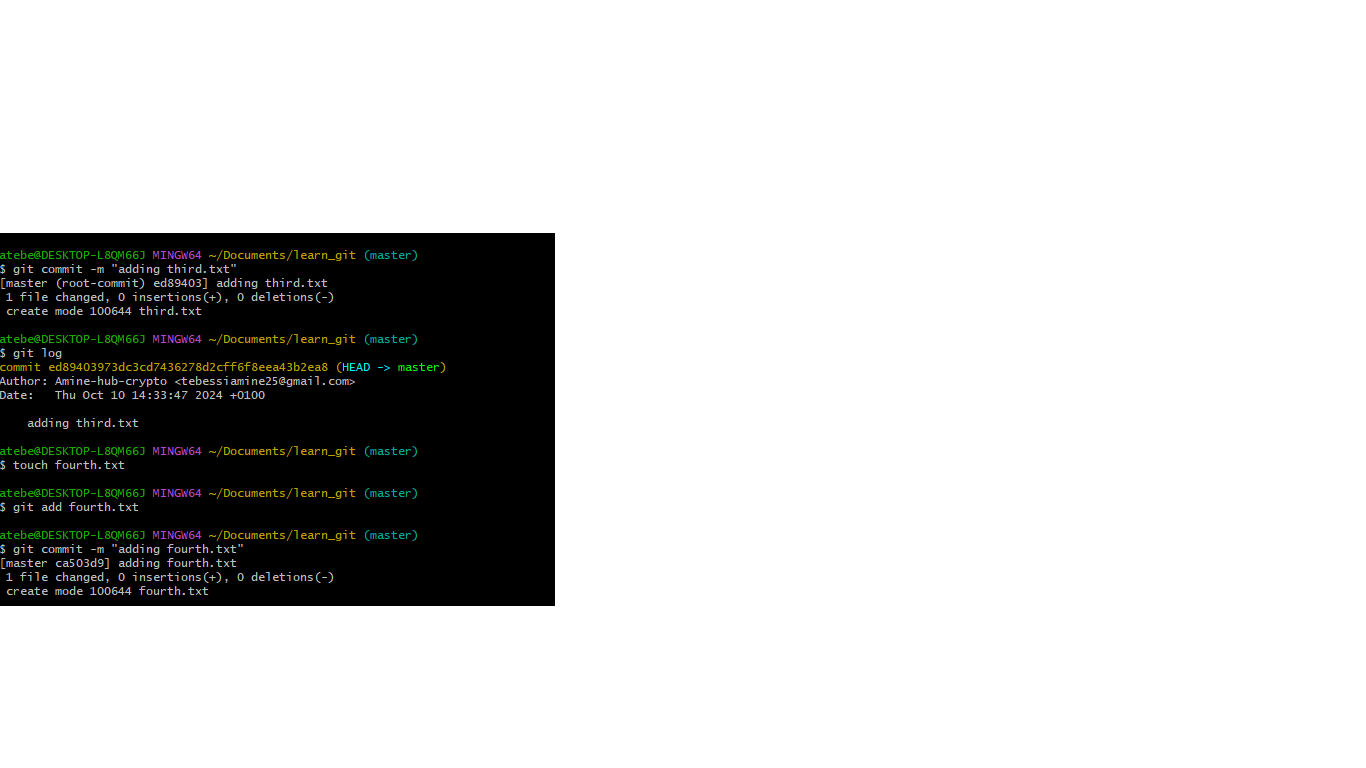 atebe@DESKTOP-L8QM66J MINGW64 ~/Documents/learn_git (master)
$ git commit -m "adding third.txt"
[master (root-commit) ed89403] adding third.txt
 1 file changed, 0 insertions(+), 0 deletions(-)
 create mode 100644 third.txt

atebe@DESKTOP-L8QM66J MINGW64 ~/Documents/learn_git (master)
$ git log
commit ed89403973dc3cd7436278d2cff6f8eea43b2ea8 (HEAD -> master)
Author: Amine-hub-crypto <tebessiamine25@gmail.com>
Date:   Thu Oct 10 14:33:47 2024 +0100

    adding third.txt

atebe@DESKTOP-L8QM66J MINGW64 ~/Documents/learn_git (master)
$ touch fourth.txt

atebe@DESKTOP-L8QM66J MINGW64 ~/Documents/learn_git (master)
$ git add fourth.txt

atebe@DESKTOP-L8QM66J MINGW64 ~/Documents/learn_git (master)
$ git commit -m "adding fourth.txt"
[master ca503d9] adding fourth.txt
 1 file changed, 0 insertions(+), 0 deletions(-)
 create mode 100644 fourth.txt